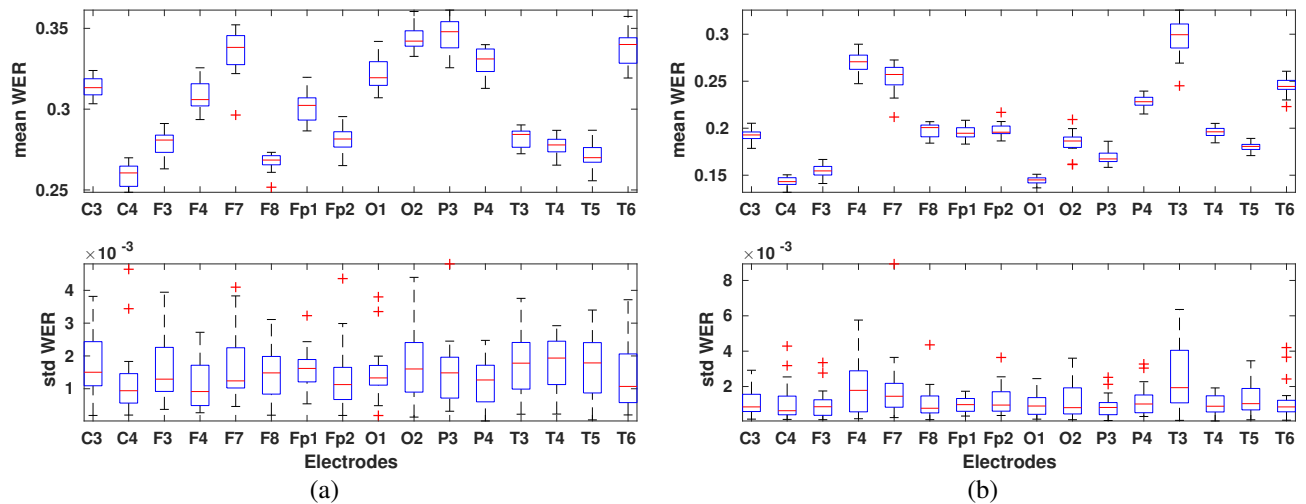 mean WER
0.35
0.3
0.25
C3 C4 F3 F4 F7 F8 Fp1 Fp2 O1 O2 P3 P4 T3 T4 T5 T6
×10 -3
std WER
4
3
2
1
C3 C4 F3 F4 F7 F8 Fp1 Fp2 O1 O2 P3 P4 T3 T4 T5 T6
Electrodes
(a)
mean WER
0.3
0.25
0.2
0.15
C3 C4 F3 F4 F7 F8 Fp1 Fp2 O1 O2 P3 P4 T3 T4 T5 T6
×10 -3
std WER
8
6
4
2
C3 C4 F3 F4 F7 F8 Fp1 Fp2 O1 O2 P3 P4 T3 T4 T5 T6
Electrodes
(b)